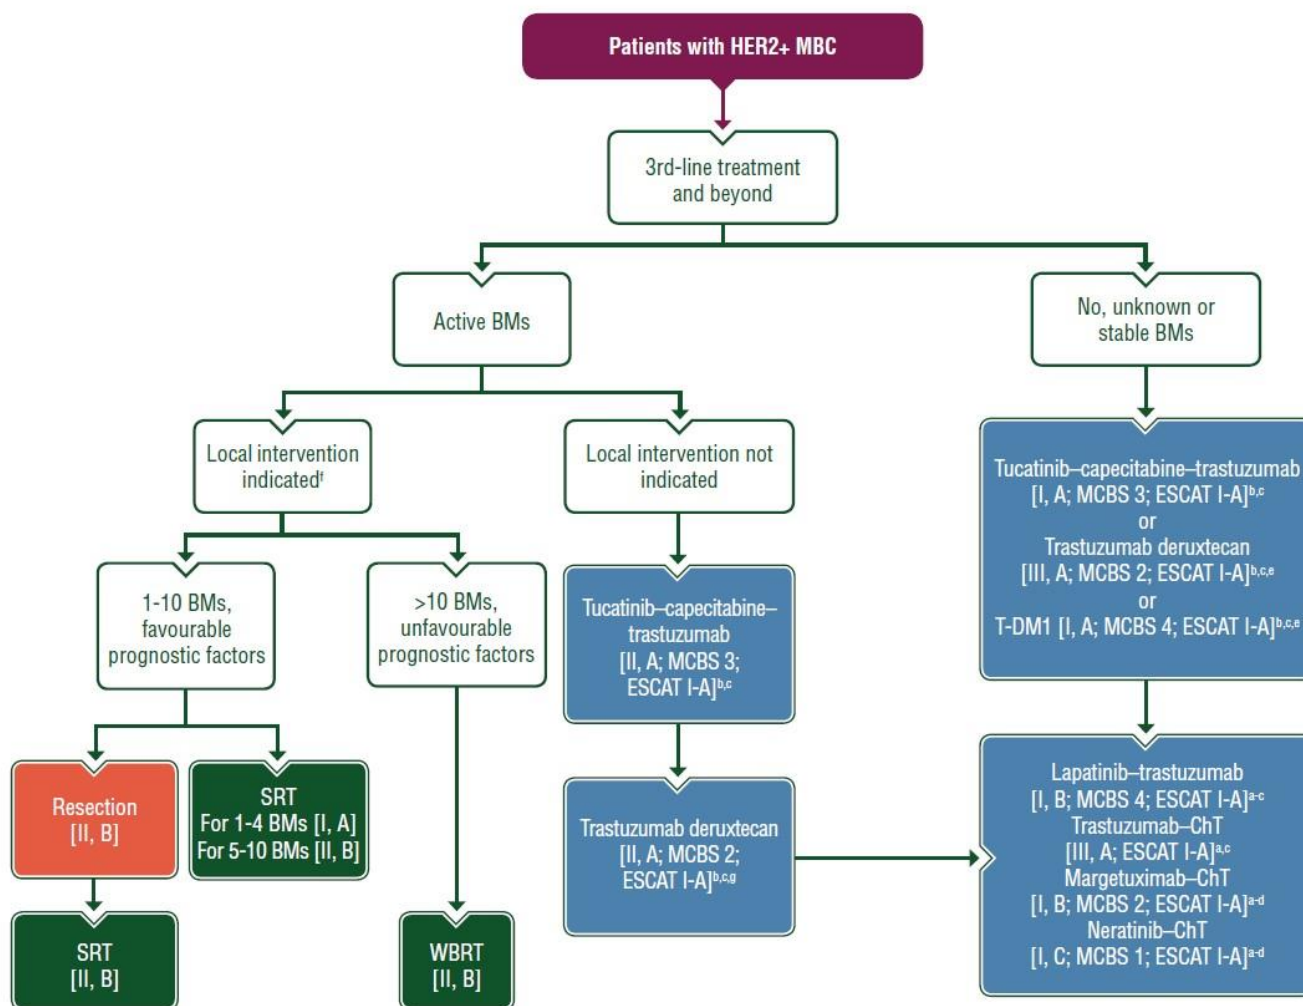 Patients with HER2+ MBC
3rd-line treatment
and beyond
Active BMs
No, unknown or
stable BMs
Local intervention
indicatedᶠ
Local intervention not
indicated
1-10 BMs,
favourable
prognostic factors
>10 BMs,
unfavourable
prognostic factors
Resection
[II, B]
SRT
For 1-4 BMs [I, A]
For 5-10 BMs [II, B]
SRT
[II, B]
WBRT
[II, B]
Tucatinib–capecitabine–
trastuzumab
[II, A; MCBS 3;
ESCAT I-A]ᵇ,ᶜ
Trastuzumab deruxtecan
[II, A; MCBS 2;
ESCAT I-A]ᵇ,ᶜ,ᵍ
Tucatinib–capecitabine–trastuzumab
[I, A; MCBS 3; ESCAT I-A]ᵇ,ᶜ
or
Trastuzumab deruxtecan
[III, A; MCBS 2; ESCAT I-A]ᵇ,ᶜ,ᵉ
or
T-DM1 [I, A; MCBS 4; ESCAT I-A]ᵇ,ᶜ,ᵉ
Lapatinib–trastuzumab
[I, B; MCBS 4; ESCAT I-A]ᵃ-ᶜ
Trastuzumab–ChT
[III, A; ESCAT I-A]ᵃ,ᶜ
Margetuximab–ChT
[I, B; MCBS 2; ESCAT I-A]ᵃ-ᵈ
Neratinib–ChT
[I, C; MCBS 1; ESCAT I-A]ᵃ-ᵈ